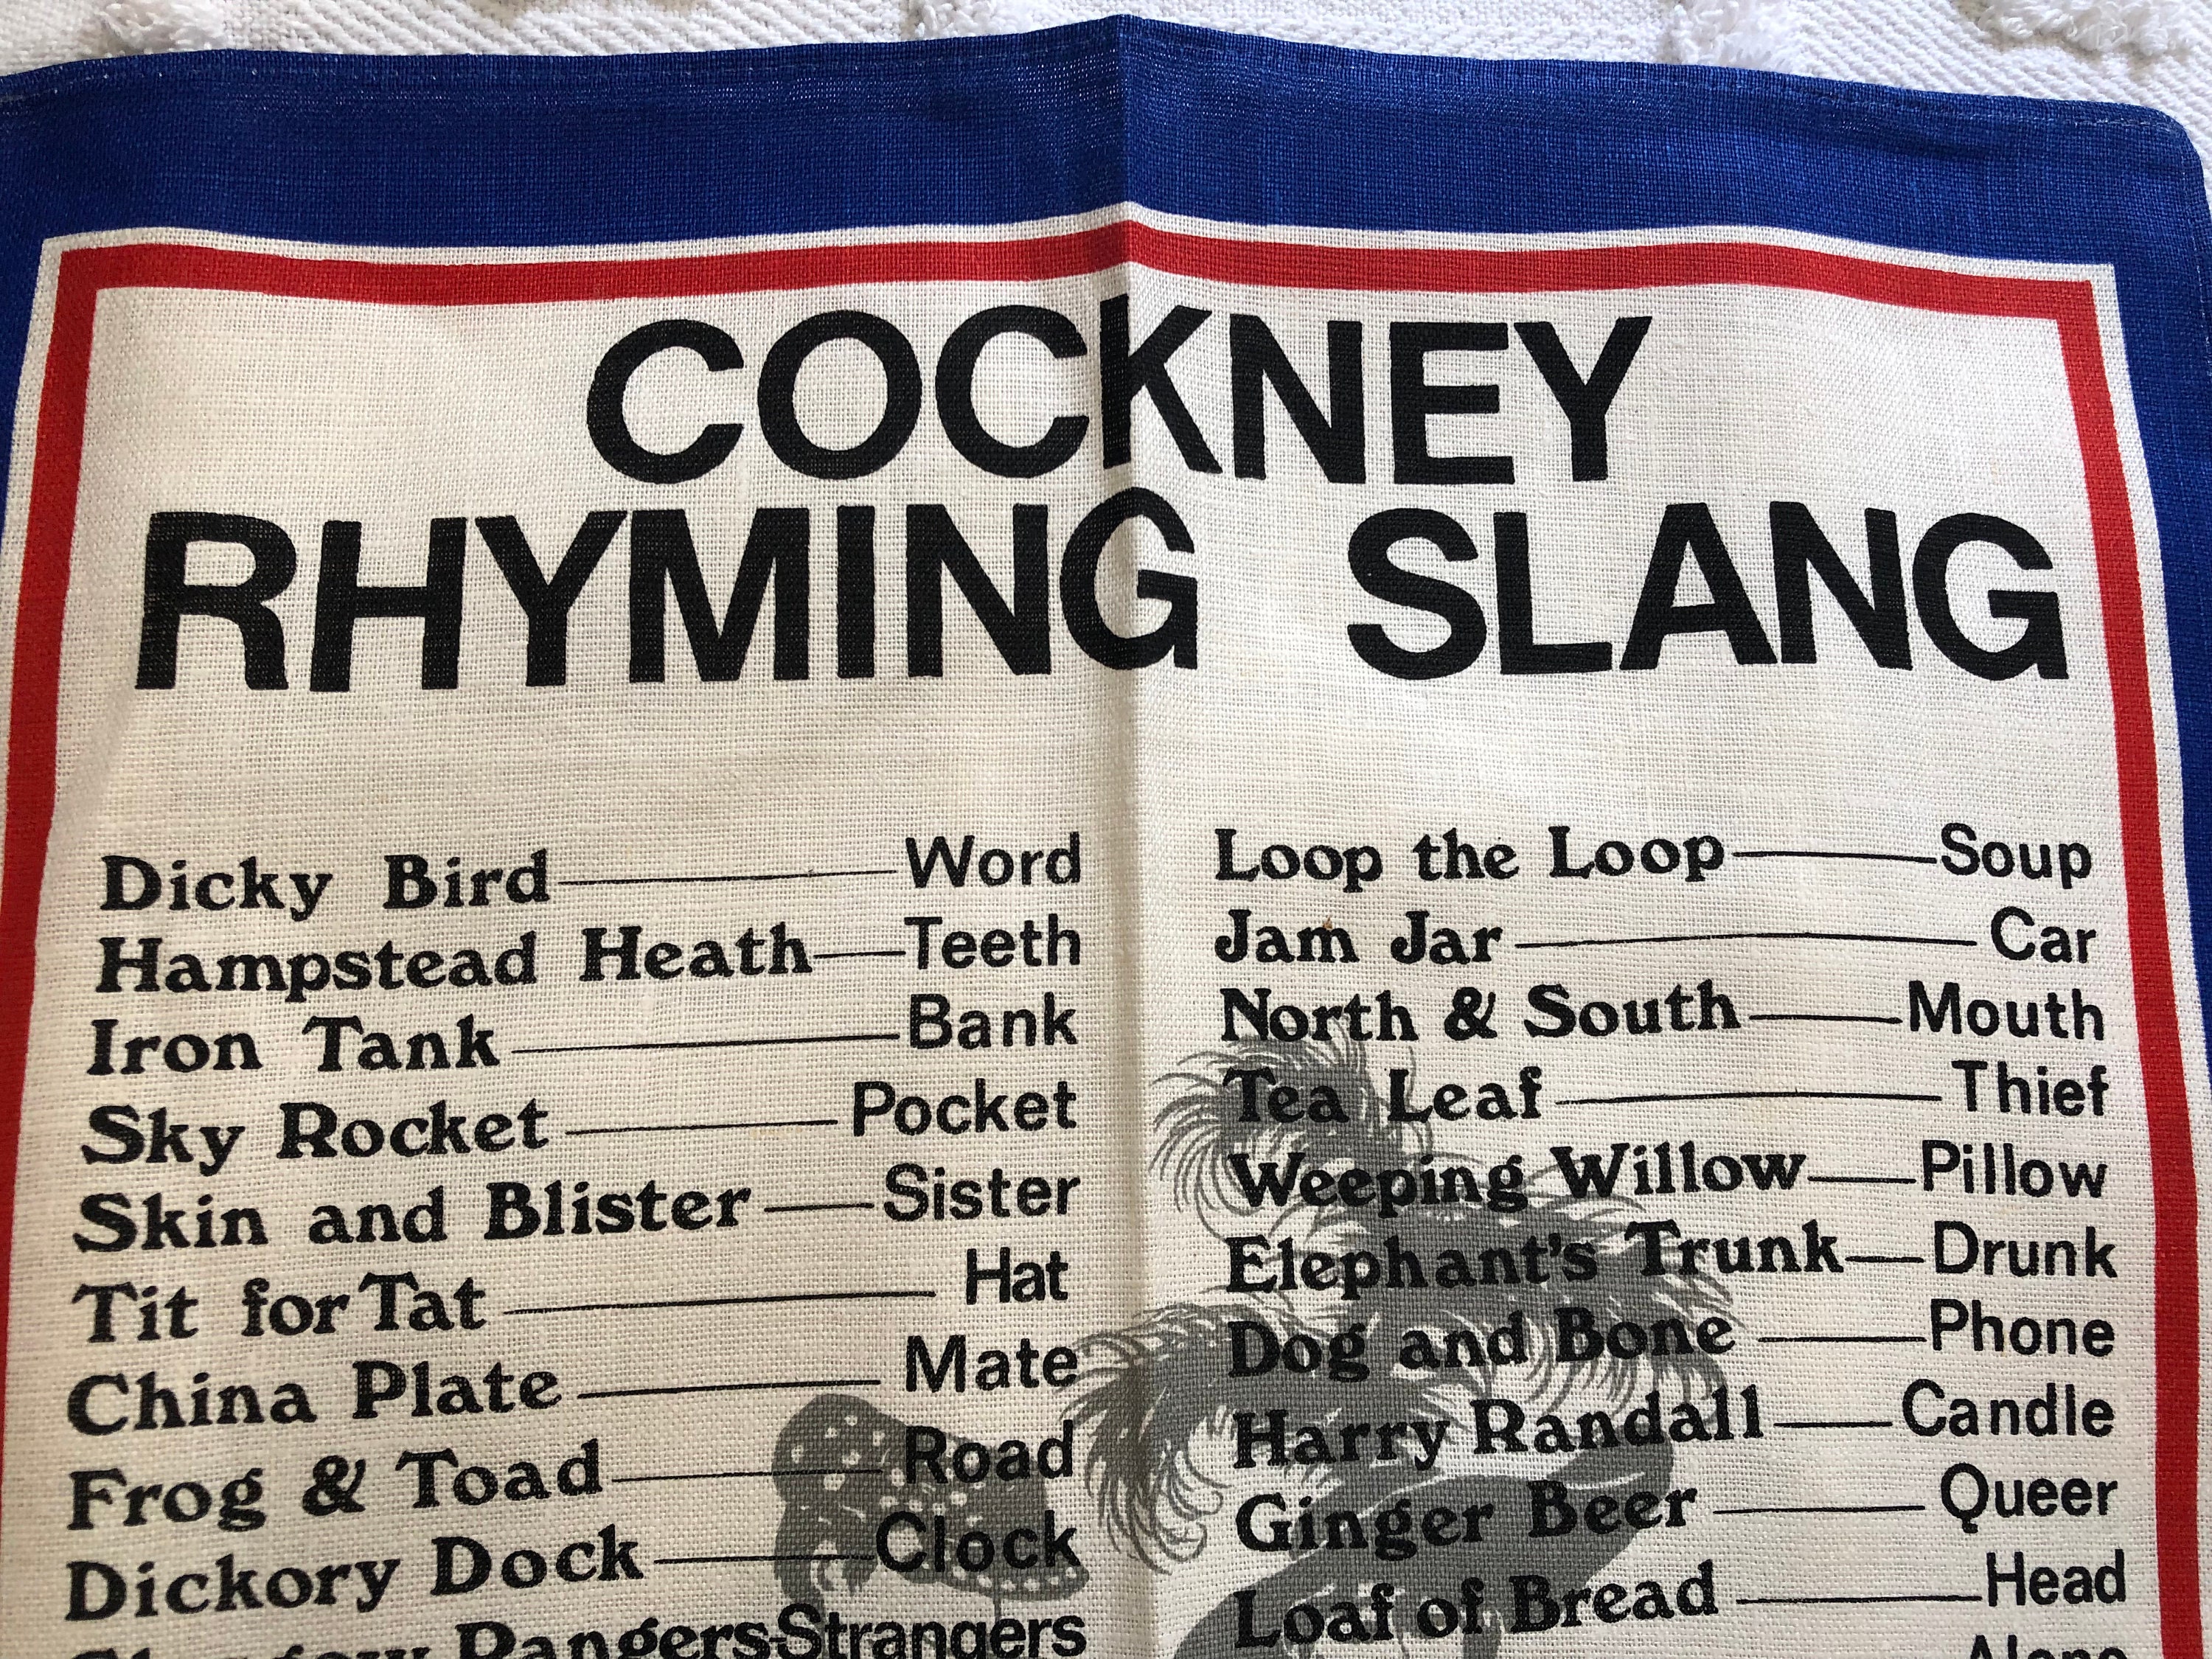 COCKNEY
RHYMING SLANG
Dicky Bird — Word
Hampstead Heath — Teeth
Iron Tank — Bank
Sky Rocket — Pocket
Skin and Blister — Sister
Tit for Tat — Hat
China Plate — Mate
Frog & Toad — Road
Dickory Dock — Clock
Rangers-Strangers
Loop the Loop — Soup
Jam Jar — Car
North & South — Mouth
Tea Leaf — Thief
Weeping Willow — Pillow
Elephant's Trunk — Drunk
Dog and Bone — Phone
Harry Randall — Candle
Ginger Beer — Queer
Loaf of Bread — Head